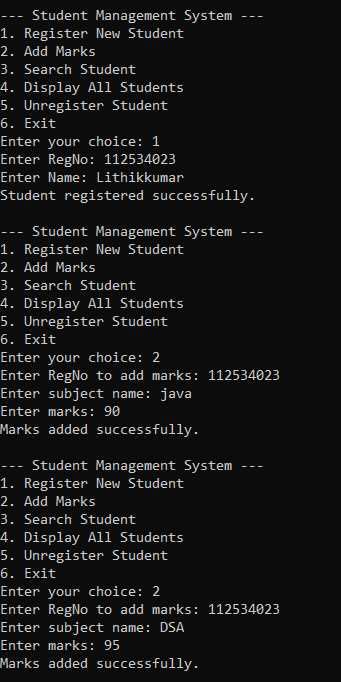 --- Student Management System ---
1. Register New Student
2. Add Marks
3. Search Student
4. Display All Students
5. Unregister Student
6. Exit
Enter your choice: 1
Enter RegNo: 112534023
Enter Name: Lithikkumar
Student registered successfully.

--- Student Management System ---
1. Register New Student
2. Add Marks
3. Search Student
4. Display All Students
5. Unregister Student
6. Exit
Enter your choice: 2
Enter RegNo to add marks: 112534023
Enter subject name: java
Enter marks: 90
Marks added successfully.

--- Student Management System ---
1. Register New Student
2. Add Marks
3. Search Student
4. Display All Students
5. Unregister Student
6. Exit
Enter your choice: 2
Enter RegNo to add marks: 112534023
Enter subject name: DSA
Enter marks: 95
Marks added successfully.